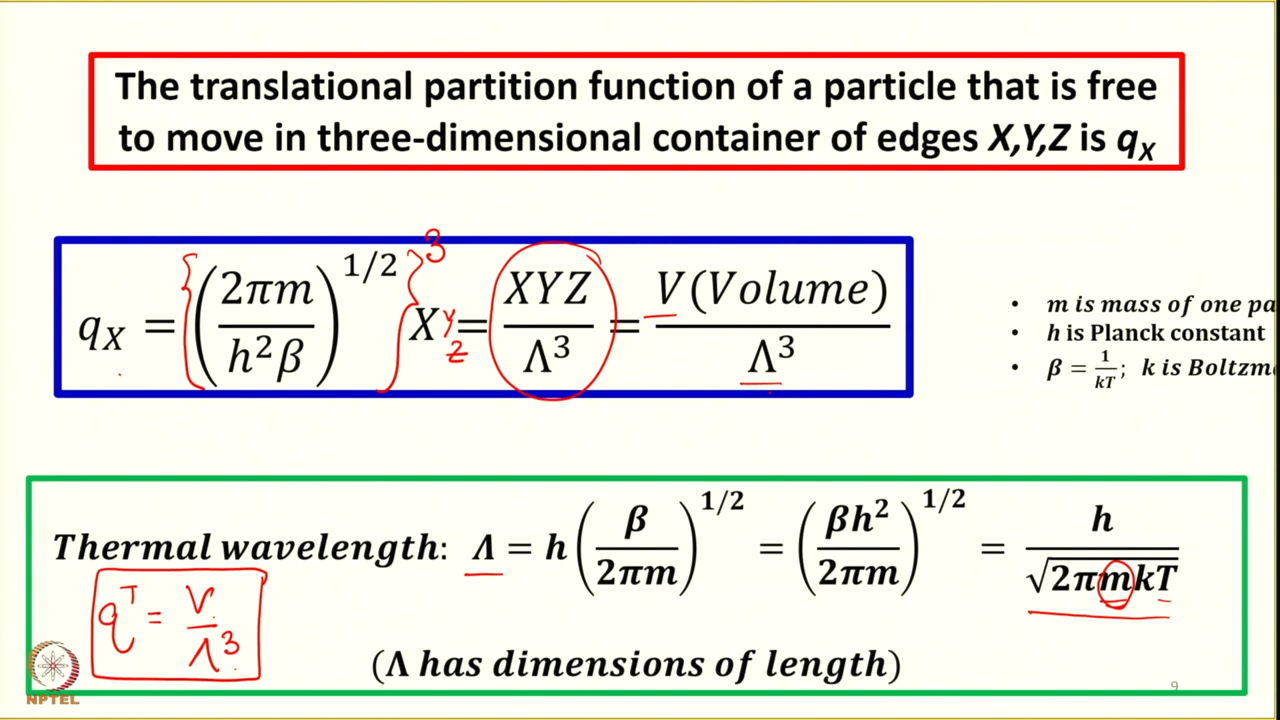 The translational partition function of a particle that is free
to move in three-dimensional container of edges X,Y,Z is q_X
q_X = {(2πm/h²β)^{1/2}}³ X Y Z = XYZ/Λ³ = V(Volume)/Λ³
• m is mass of one pa
• h is Planck constant
• β = 1/kT; k is Boltzm
Thermal wavelength: Λ = h(β/2πm)^{1/2} = (βh²/2πm)^{1/2} = h/√2πmkT
q^T = V/Λ³
(Λ has dimensions of length)
NPTEL
9